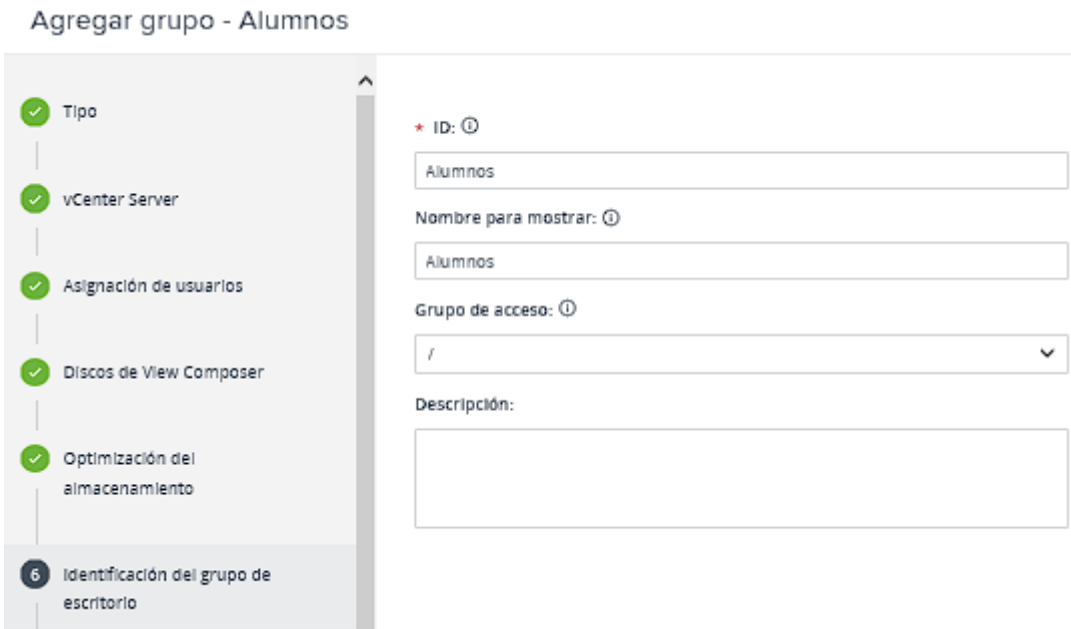 Agregar grupo - Alumnos
Tipo
vCenter Server
Asignación de usuarios
Discos de View Composer
Optimización del
almacenamiento
6 Identificación del grupo de
escritorio
* ID:
Alumnos
Nombre para mostrar:
Alumnos
Grupo de acceso:
/
Descripción: